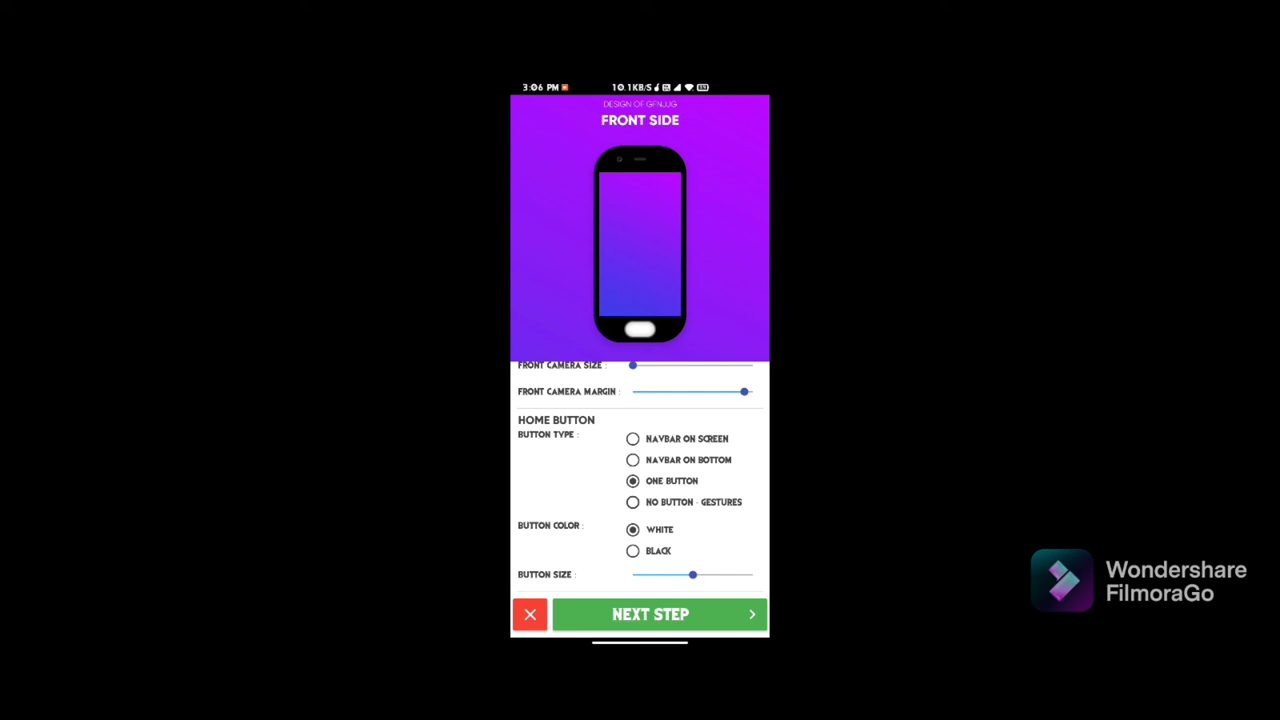 3:06 PM 10.1KB/S
DESIGN OF GFNJJG
FRONT SIDE
FRONT CAMERA SIZE :
FRONT CAMERA MARGIN :
HOME BUTTON
BUTTON TYPE :
NAVBAR ON SCREEN
NAVBAR ON BOTTOM
ONE BUTTON
NO BUTTON - GESTURES
BUTTON COLOR :
WHITE
BLACK
BUTTON SIZE :
NEXT STEP
Wondershare
FilmoraGo